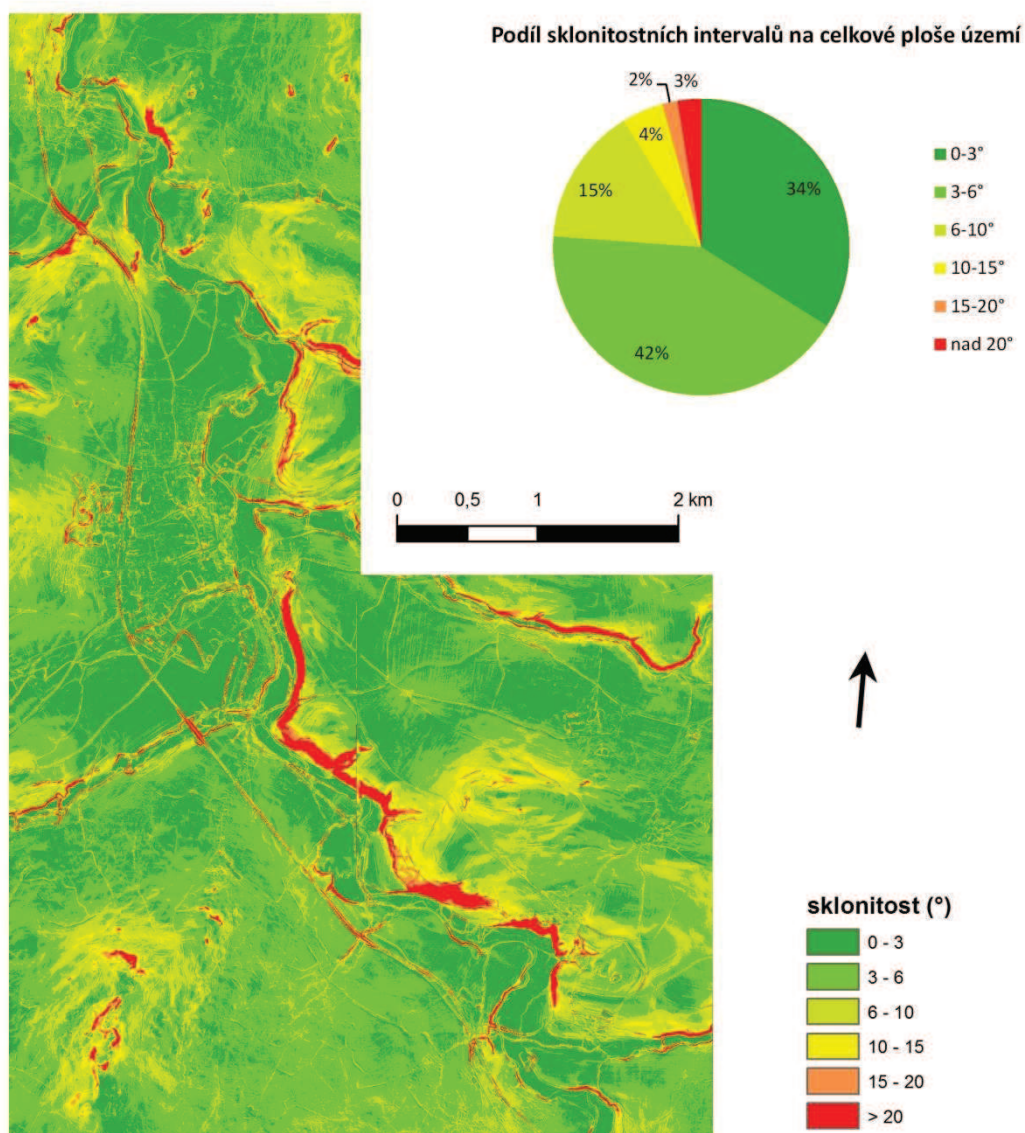 Podíl sklonitostních intervalů na celkové ploše území
2% 3%
4%
15%
34%
42%
0-3°
3-6°
6-10°
10-15°
15-20°
nad 20°
0 0,5 1 2 km
sklonitost (°)
0 - 3
3 - 6
6 - 10
10 - 15
15 - 20
> 20